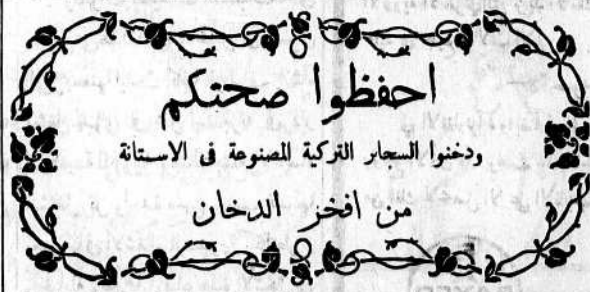 احفظوا صحتكم
ودخنوا السجاير التركية المصنوعة فى الاستانة
من افخر الدخان